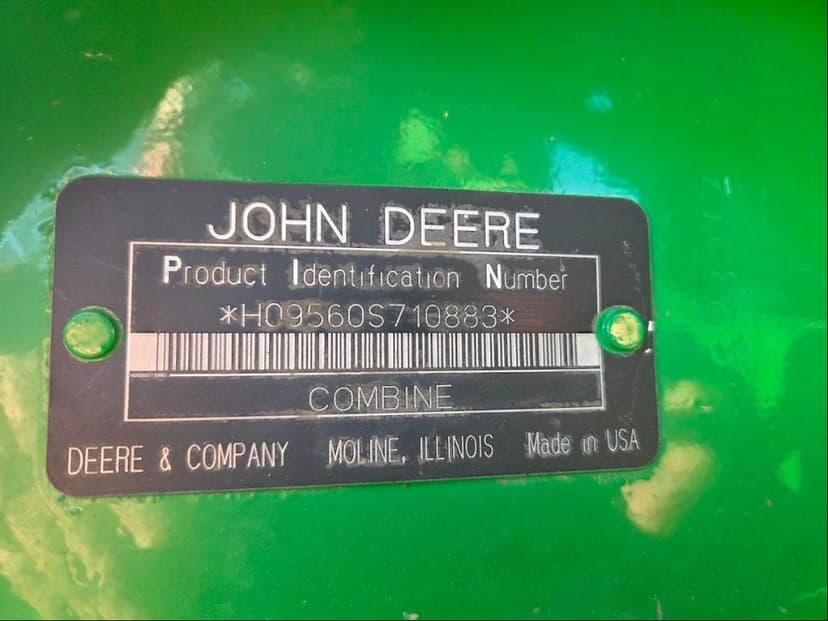 JOHN DEERE
Product Identification Number
*H09560S710883*
COMBINE
DEERE & COMPANY MOLINE, ILLINOIS Made in USA